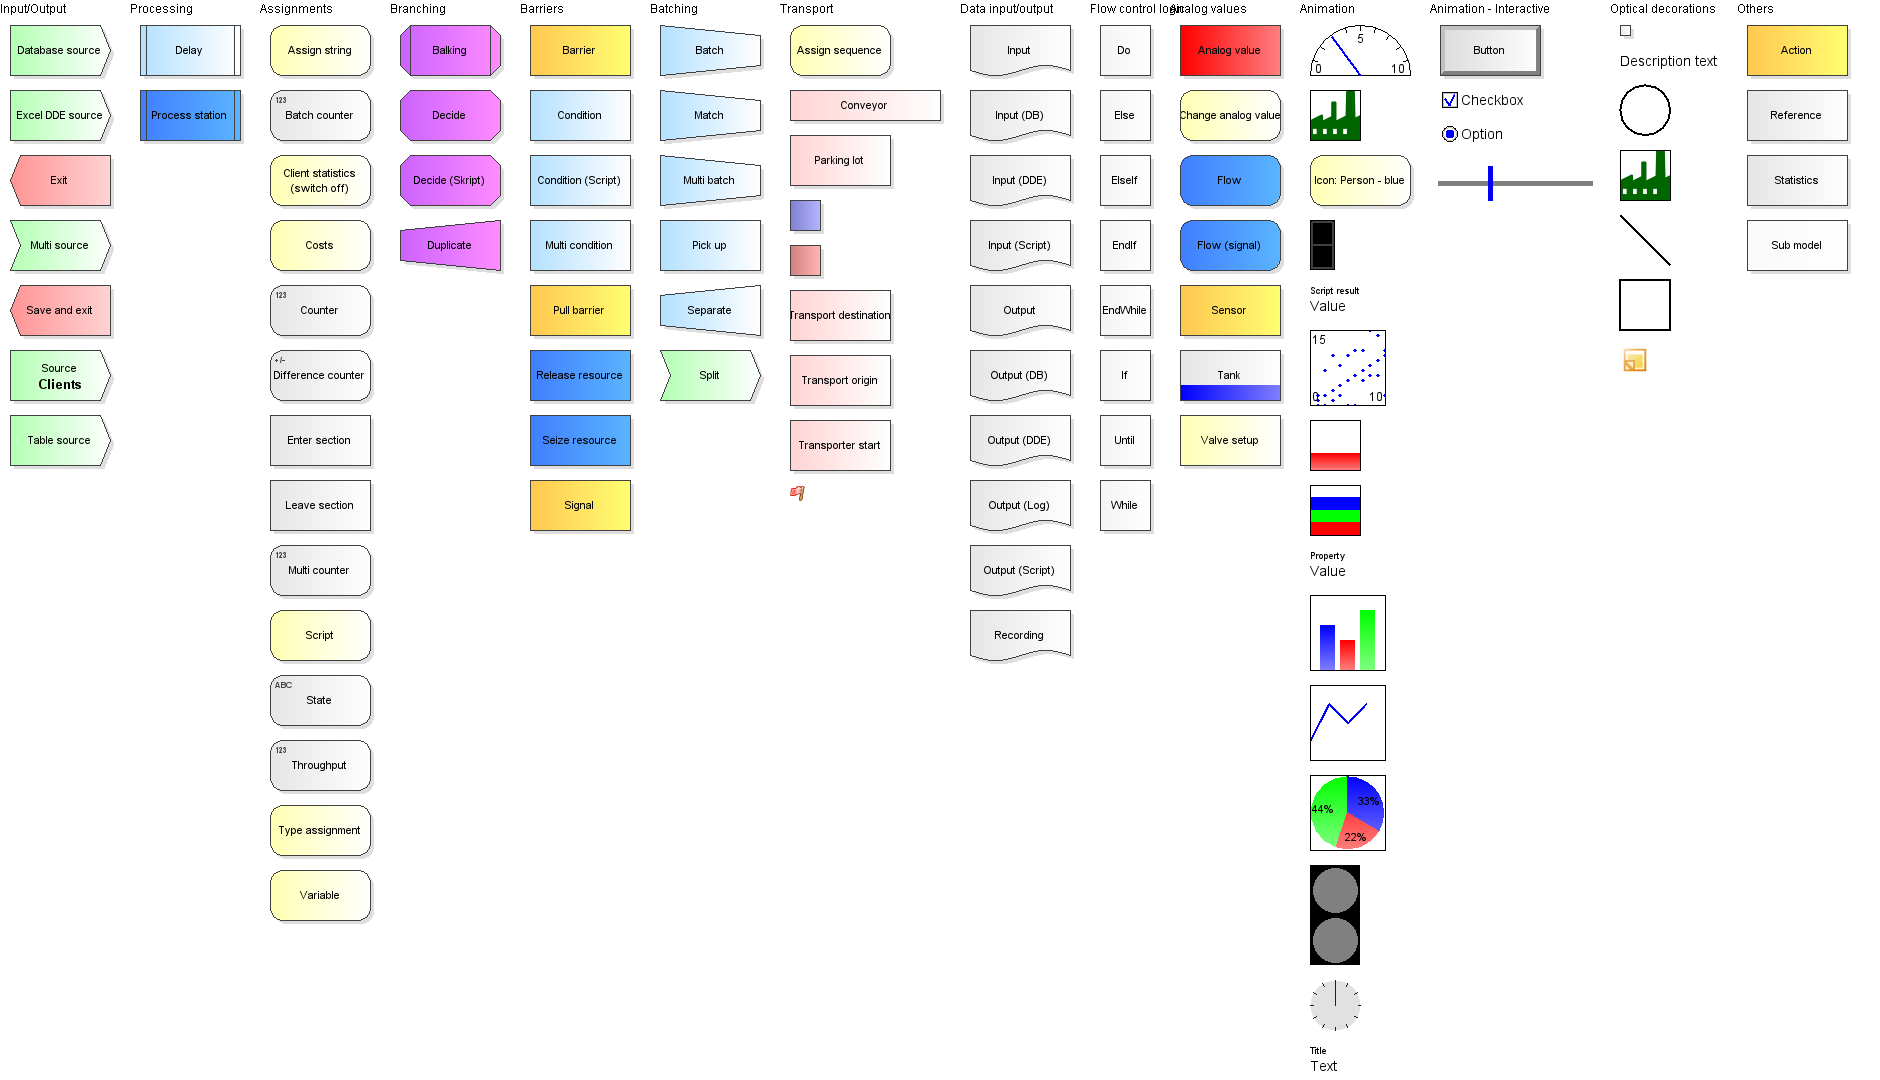 Input/Output
Database source
Excel DDE source
Exit
Multi source
Save and exit
Source
Clients
Table source
Processing
Delay
Process station
Assignments
Assign string
123
Batch counter
Client statistics
(switch off)
Costs
123
Counter
+/-
Difference counter
Enter section
Leave section
123
Multi counter
Script
ABC
State
123
Throughput
Type assignment
Variable
Branching
Balking
Decide
Decide (Skript)
Duplicate
Barriers
Barrier
Condition
Condition (Script)
Multi condition
Pull barrier
Release resource
Seize resource
Signal
Batching
Batch
Match
Multi batch
Pick up
Separate
Split
Transport
Assign sequence
Conveyor
Parking lot
Transport destination
Transport origin
Transporter start
Data input/output
Input
Input (DB)
Input (DDE)
Input (Script)
Output
Output (DB)
Output (DDE)
Output (Log)
Output (Script)
Recording
Flow control logic
Do
Else
ElseIf
EndIf
EndWhile
If
Until
While
Analog values
Analog value
Change analog value
Flow
Flow (signal)
Sensor
Tank
Valve setup
Animation
0 5 10
Icon: Person - blue
Script result
Value
15
0 10
Property
Value
44% 33%
22%
Title
Text
Animation - Interactive
Button
Checkbox
Option
Optical decorations
Description text
Others
Action
Reference
Statistics
Sub model